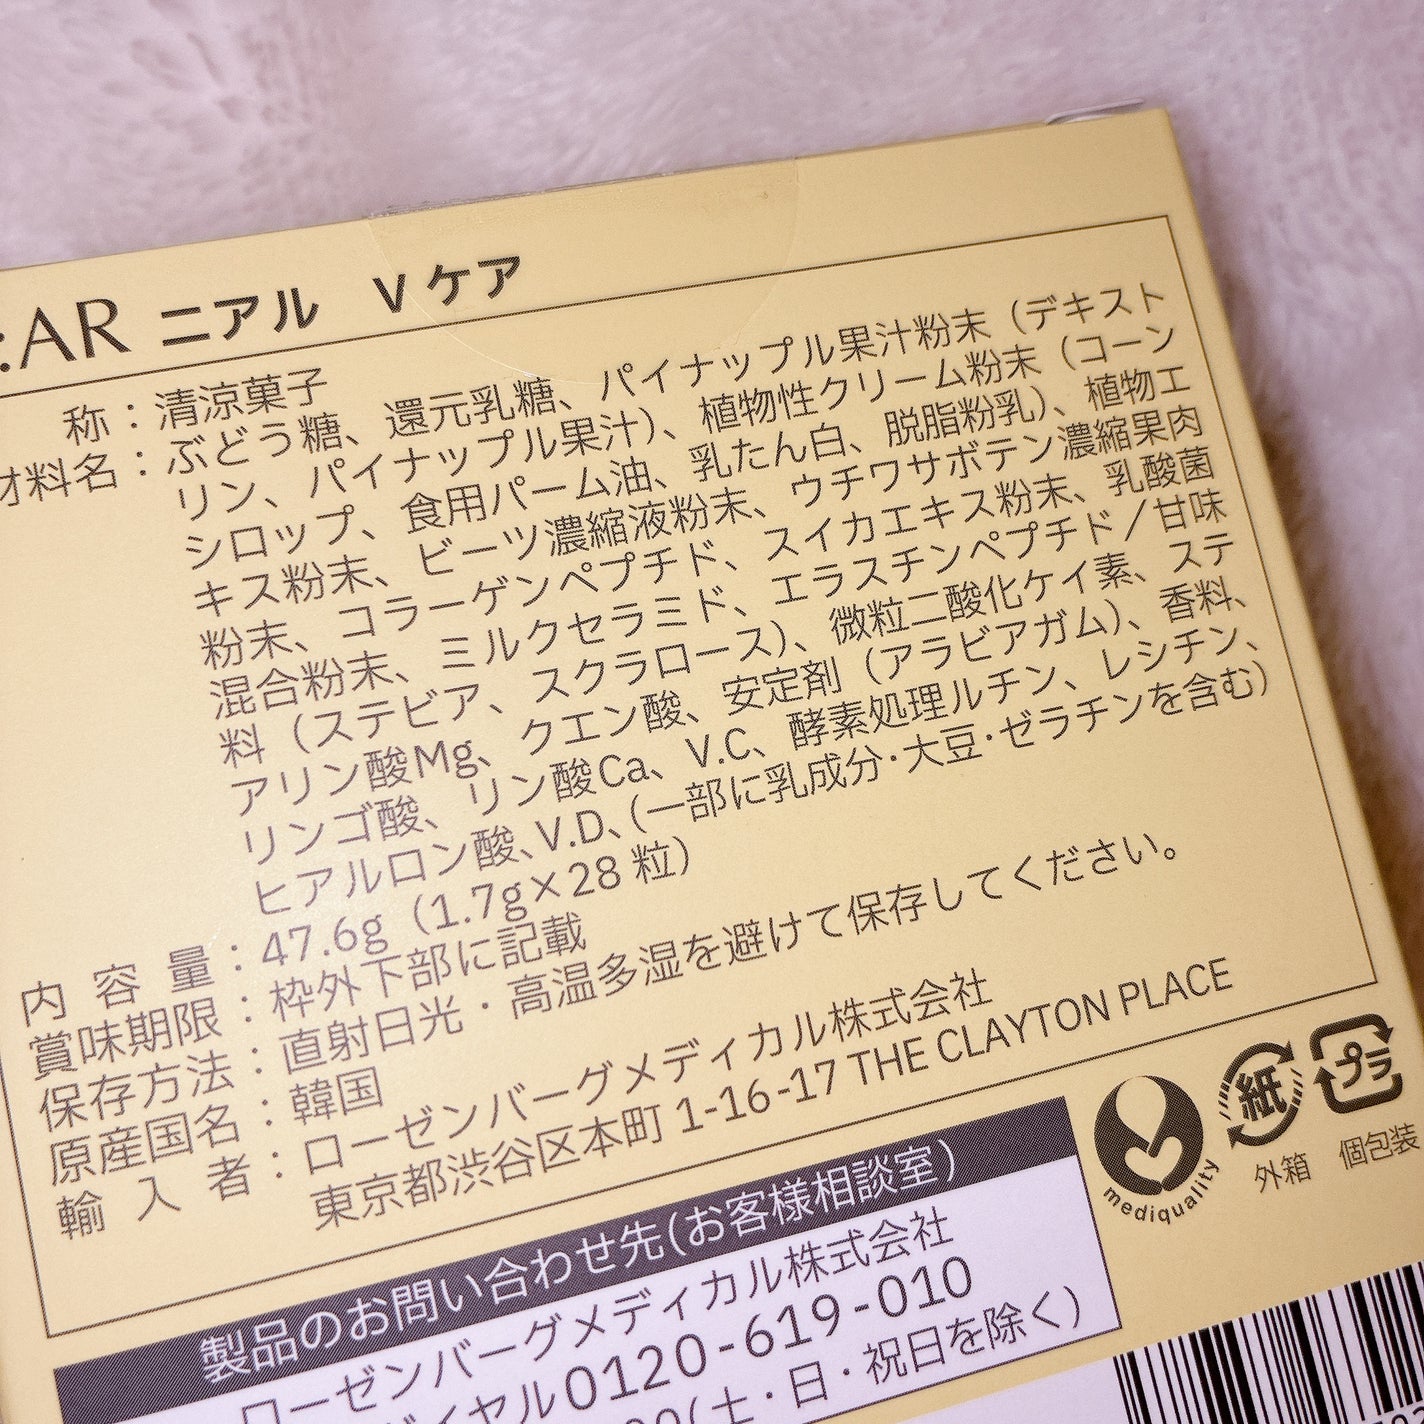 :AR ニアル Vケア
称：清涼菓子
材料名：ぶどう糖、還元乳糖、パイナップル果汁粉末（デキスト
リン、パイナップル果汁）、植物性クリーム粉末（コーン
シロップ、食用パーム油、乳たん白、脱脂粉乳）、植物エ
キス粉末、ビーツ濃縮液粉末、ウチワサボテン濃縮果肉
粉末、コラーゲンペプチド、スイカエキス粉末、乳酸菌
混合粉末、ミルクセラミド、エラスチンペプチド／甘味
料（ステビア、スクラロース）、微粒二酸化ケイ素、ステ
アリン酸Mg、クエン酸、安定剤（アラビアガム）、香料、
リンゴ酸、リン酸Ca、V.C、酵素処理ルチン、レシチン、
ヒアルロン酸、V.D、（一部に乳成分・大豆・ゼラチンを含む）
内容量：47.6g（1.7g×28粒）
賞味期限：枠外下部に記載
保存方法：直射日光・高温多湿を避けて保存してください。
原産国名：韓国
輸入者：ローゼンバーグメディカル株式会社
東京都渋谷区本町 1-16-17 THE CLAYTON PLACE
mediquality
紙
外箱
プラ
個包装
製品のお問い合わせ先（お客様相談室）
ローゼンバーグメディカル株式会社
ダイヤル0120-619-010
00（土・日・祝日を除く）